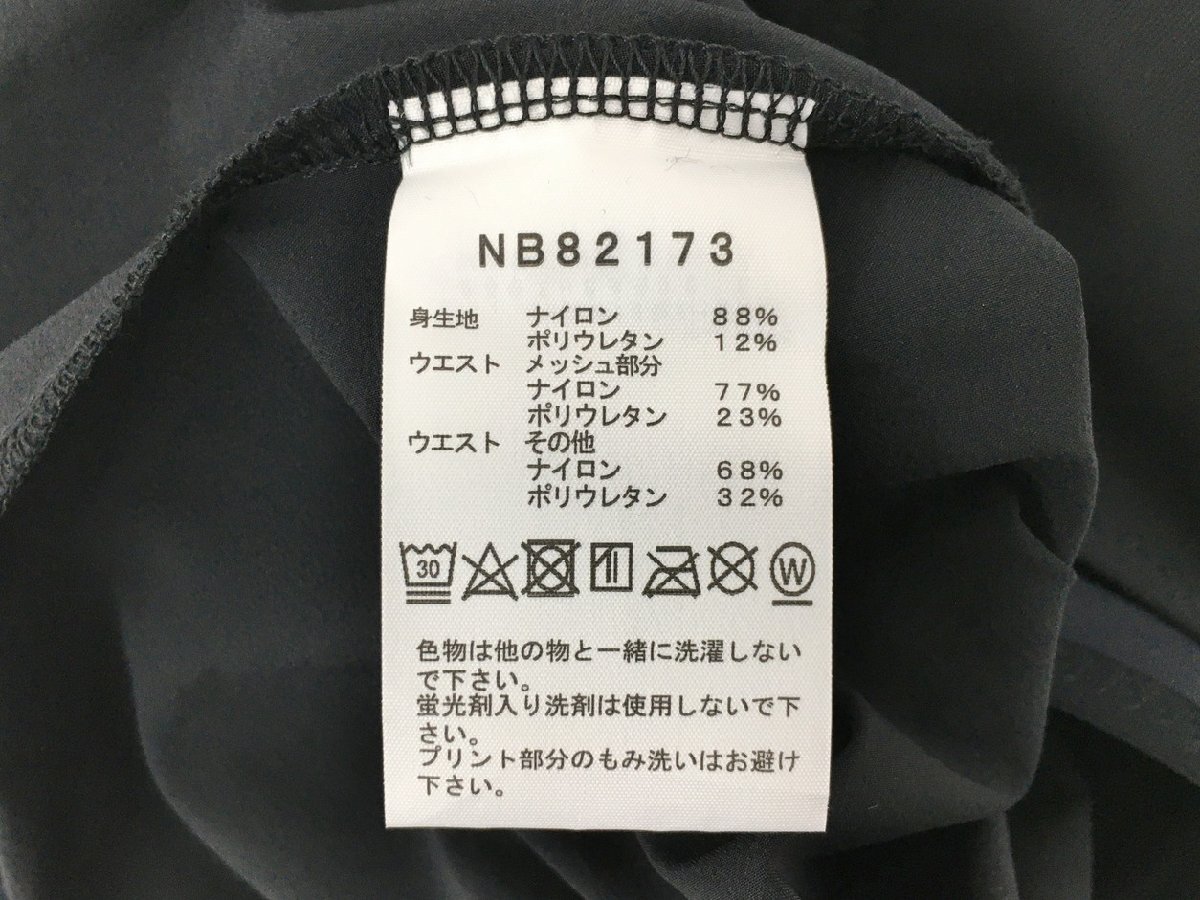 NB82173
身生地 ナイロン 88%
ポリウレタン 12%
ウエスト メッシュ部分
ナイロン 77%
ポリウレタン 23%
ウエスト その他
ナイロン 68%
ポリウレタン 32%
30 W
色物は他の物と一緒に洗濯しない
で下さい。
蛍光剤入り洗剤は使用しないで下
さい。
プリント部分のもみ洗いはお避け
下さい。